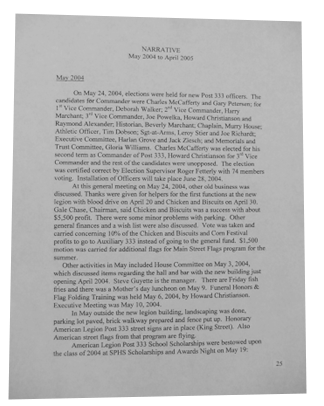 NARRATIVE
May 2004 to April 2005
May 2004
On May 24, 2004, elections were held for new Post 333 officers. The
candidates for Commander were Charles McCafferty and Gary Petersen; for
1st Vice Commander, Deborah Walker; 2nd Vice Commander, Harry
Marchant; 3rd Vice Commander, Joe Powelka, Howard Christianson and
Raymond Alexander; Historian, Beverly Marchant; Chaplain, Murry House;
Athletic Officer, Tim Dobson; Sgt-at-Arms, Leroy Stier and Joe Richardt;
Executive Committee, Harlan Grove and Jack Ziesch; and Memorials and
Trust Committee, Gloria Williams. Charles McCafferty was elected for his
second term as Commander of Post 333, Howard Christianson for 3rd Vice
Commander and the rest of the candidates were unopposed. The election
was certified correct by Election Supervisor Roger Fetterly with 74 members
voting. Installation of Officers will take place June 28, 2004.
At this general meeting on May 24, 2004, other old business was
discussed. Thanks were given for helpers for the first functions at the new
legion with blood drive on April 20 and Chicken and Biscuits on April 30,
Gale Chase, Chairman, said Chicken and Biscuits was a success with about
$5,500 profit. There were some minor problems with parking. Other
general finances and a wish list were also discussed. Vote was taken and
carried concerning 10% of the Chicken and Biscuits and Corn Festival
profits to go to Auxiliary 333 instead of going to the general fund. $1,500
motion was carried for additional flags for Main Street Flags program for the
summer.
Other activities in May included House Committee on May 3, 2004,
which discussed items regarding the hall and bar with the new building just
opening April 2004. Steve Guyette is the manager. There are Friday fish
fries and there was a Mother's day luncheon on May 9. Funeral Honors &
Flag Folding Training was held May 6, 2004, by Howard Christianson.
Executive Meeting was May 10, 2004.
In May outside the new legion building, landscaping was done,
parking lot paved, brick walkway prepared and fence put up. Honorary
American Legion Post 333 street signs are in place (King Street). Also
American street flags from that program are flying.
American Legion Post 333 School Scholarships were bestowed upon
the class of 2004 at SPHS Scholarships and Awards Night on May 19:
25